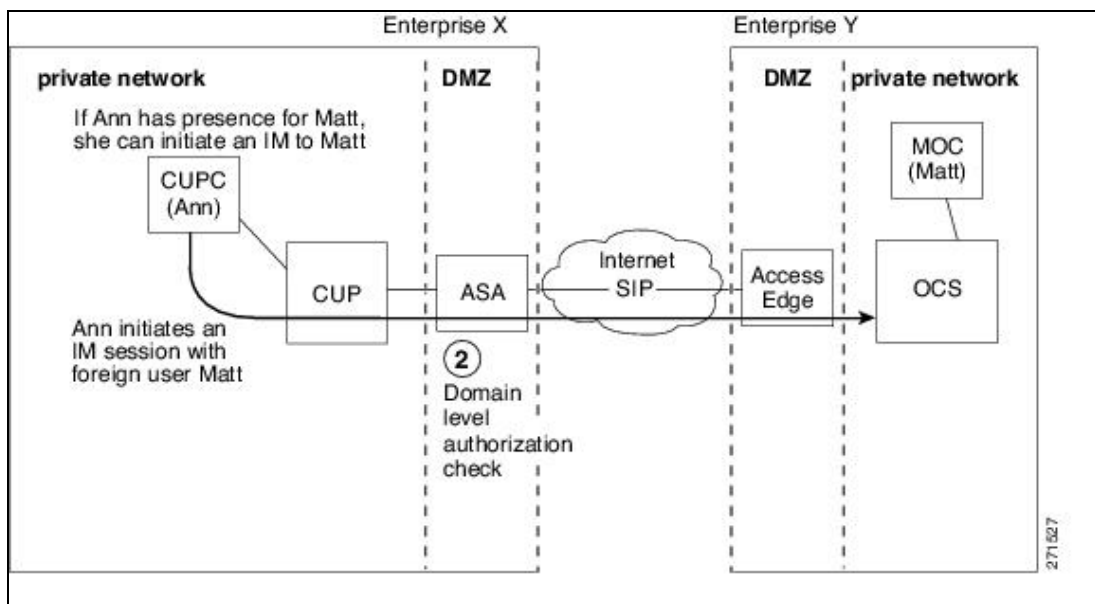 Enterprise X
Enterprise Y
private network
DMZ
DMZ
private network
If Ann has presence for Matt,
she can initiate an IM to Matt
CUPC
(Ann)
MOC
(Matt)
CUP
ASA
Internet
SIP
Access
Edge
OCS
Ann initiates an
IM session with
foreign user Matt
2
Domain
level
authorization
check
271527